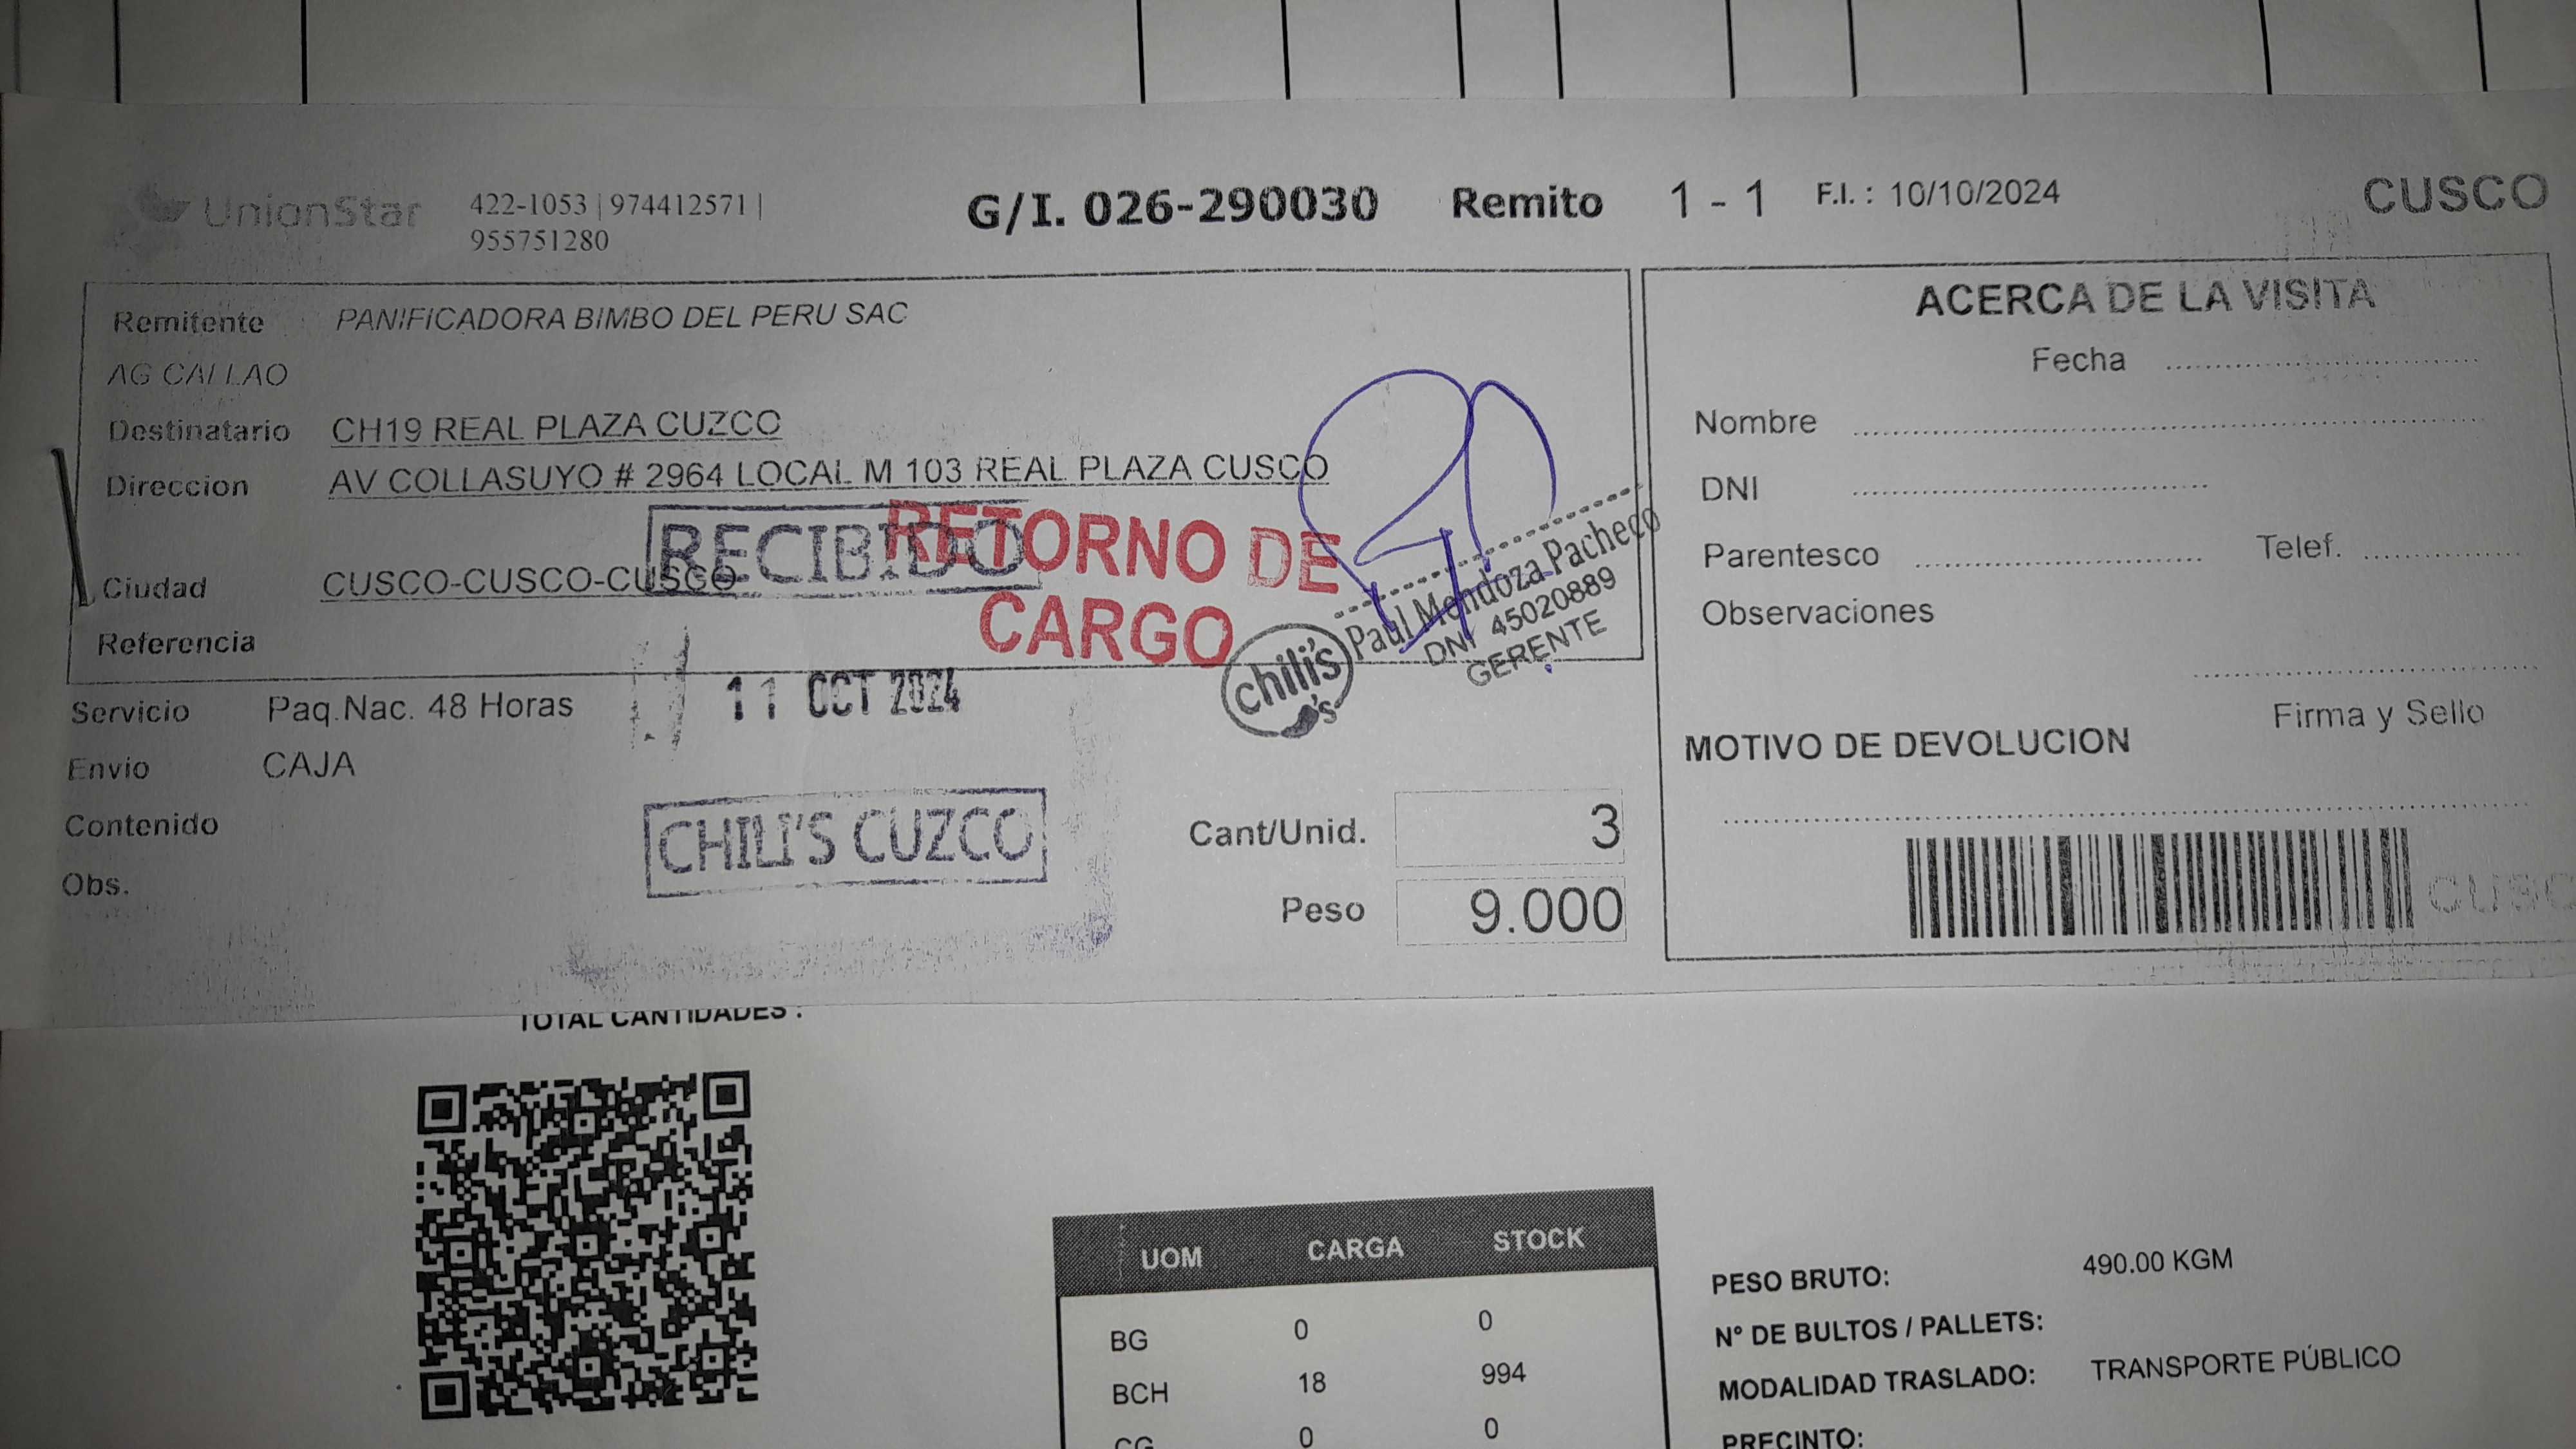 UnionStar
422-1053 | 974412571 |
955751280
G/I. 026-290030 Remito 1 - 1 F.I. : 10/10/2024
CUSCO
Remitente PANIFICADORA BIMBO DEL PERU SAC
AG CALLAO
Destinatario CH19 REAL PLAZA CUZCO
Direccion AV COLLASUYO # 2964 LOCAL M 103 REAL PLAZA CUSCO
Ciudad CUSCO-CUSCO-CUSCO
Referencia
RECIBIDO
RETORNO DE
CARGO
11 OCT 2024
CHILI'S CUZCO
Paul Mendoza Pacheco
DNI 45020889
GERENTE
chili's
Servicio Paq.Nac. 48 Horas
Envio CAJA
Contenido
Obs.
Cant/Unid. 3
Peso 9.000
ACERCA DE LA VISITA
Fecha
Nombre
DNI
Parentesco Telef.
Observaciones
Firma y Sello
MOTIVO DE DEVOLUCION
TOTAL CANTIDADES :
UOM CARGA STOCK
BG 0 0
BCH 18 994
CG 0 0
PESO BRUTO: 490.00 KGM
N° DE BULTOS / PALLETS:
MODALIDAD TRASLADO: TRANSPORTE PÚBLICO
PRECINTO: